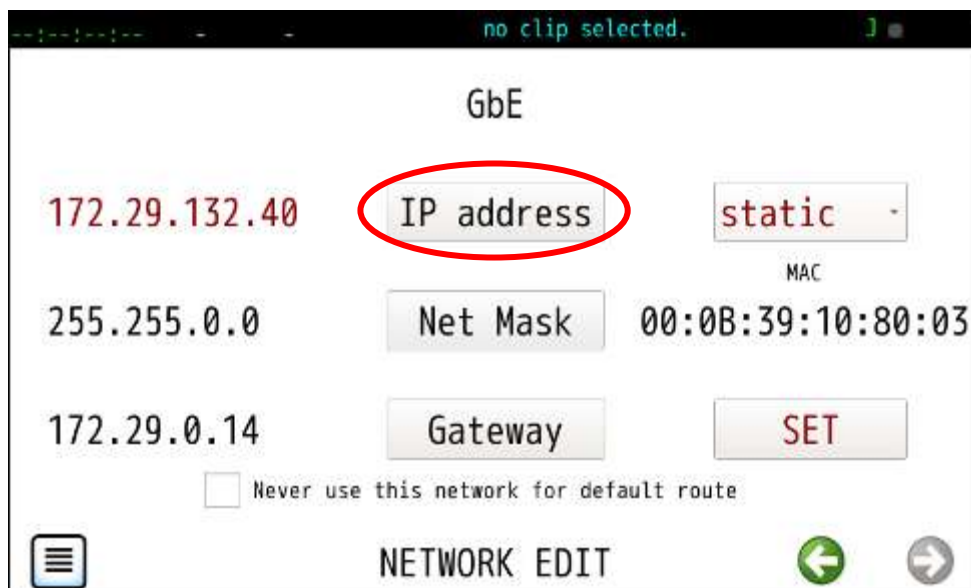 --:--:--:-- - - no clip selected. ]
GbE
172.29.132.40 IP address static
MAC
255.255.0.0 Net Mask 00:0B:39:10:80:03
172.29.0.14 Gateway SET
Never use this network for default route
NETWORK EDIT